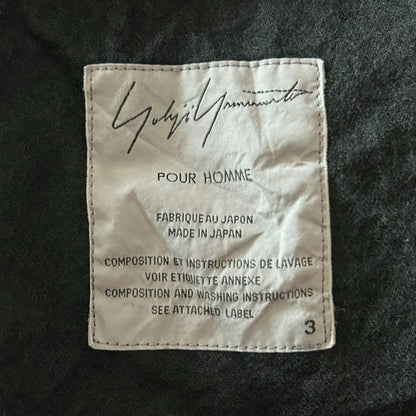 Yohji Yamamoto
POUR HOMME
FABRIQUE AU JAPON
MADE IN JAPAN
COMPOSITION ET INSTRUCTIONS DE LAVAGE
VOIR ETIQUETTE ANNEXE
COMPOSITION AND WASHING INSTRUCTIONS
SEE ATTACHED LABEL
3